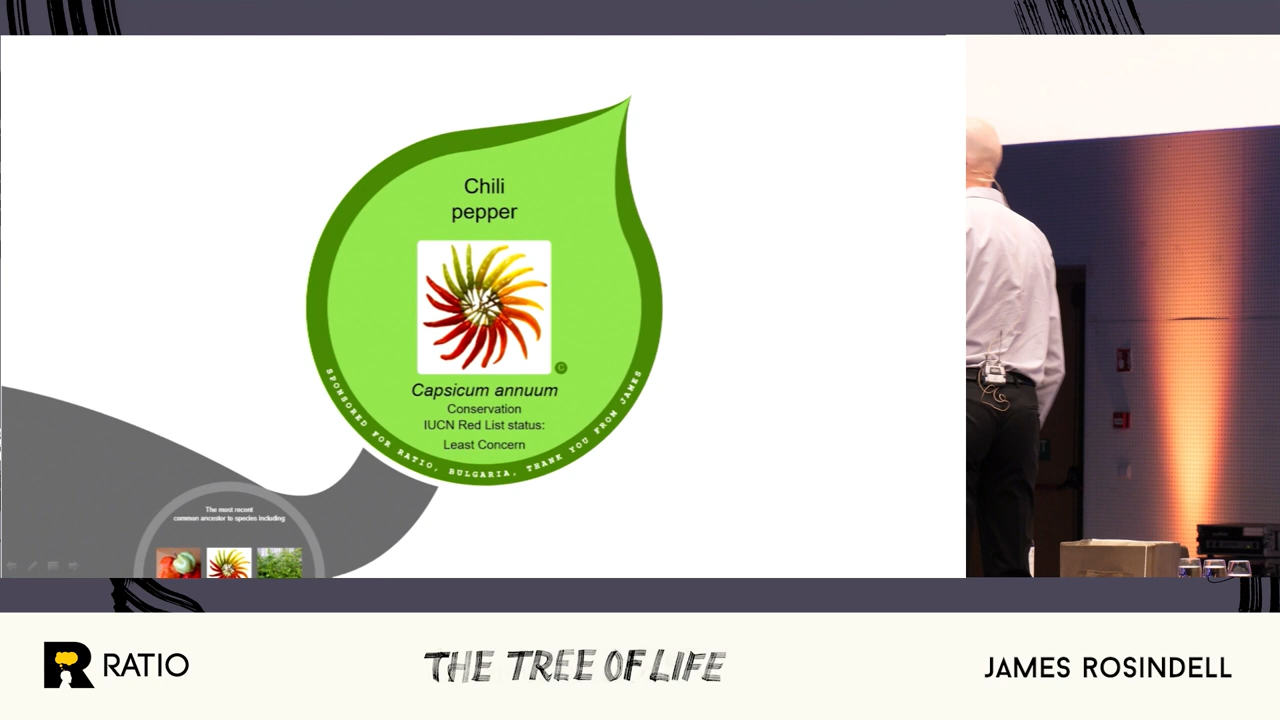 Chili
pepper
©
Capsicum annuum
Conservation
IUCN Red List status:
Least Concern
SPONSORED FOR RATIO, BULGARIA. THANK YOU FROM JAMES
The most recent
common ancestor to species including
R RATIO
THE TREE OF LIFE
JAMES ROSINDELL